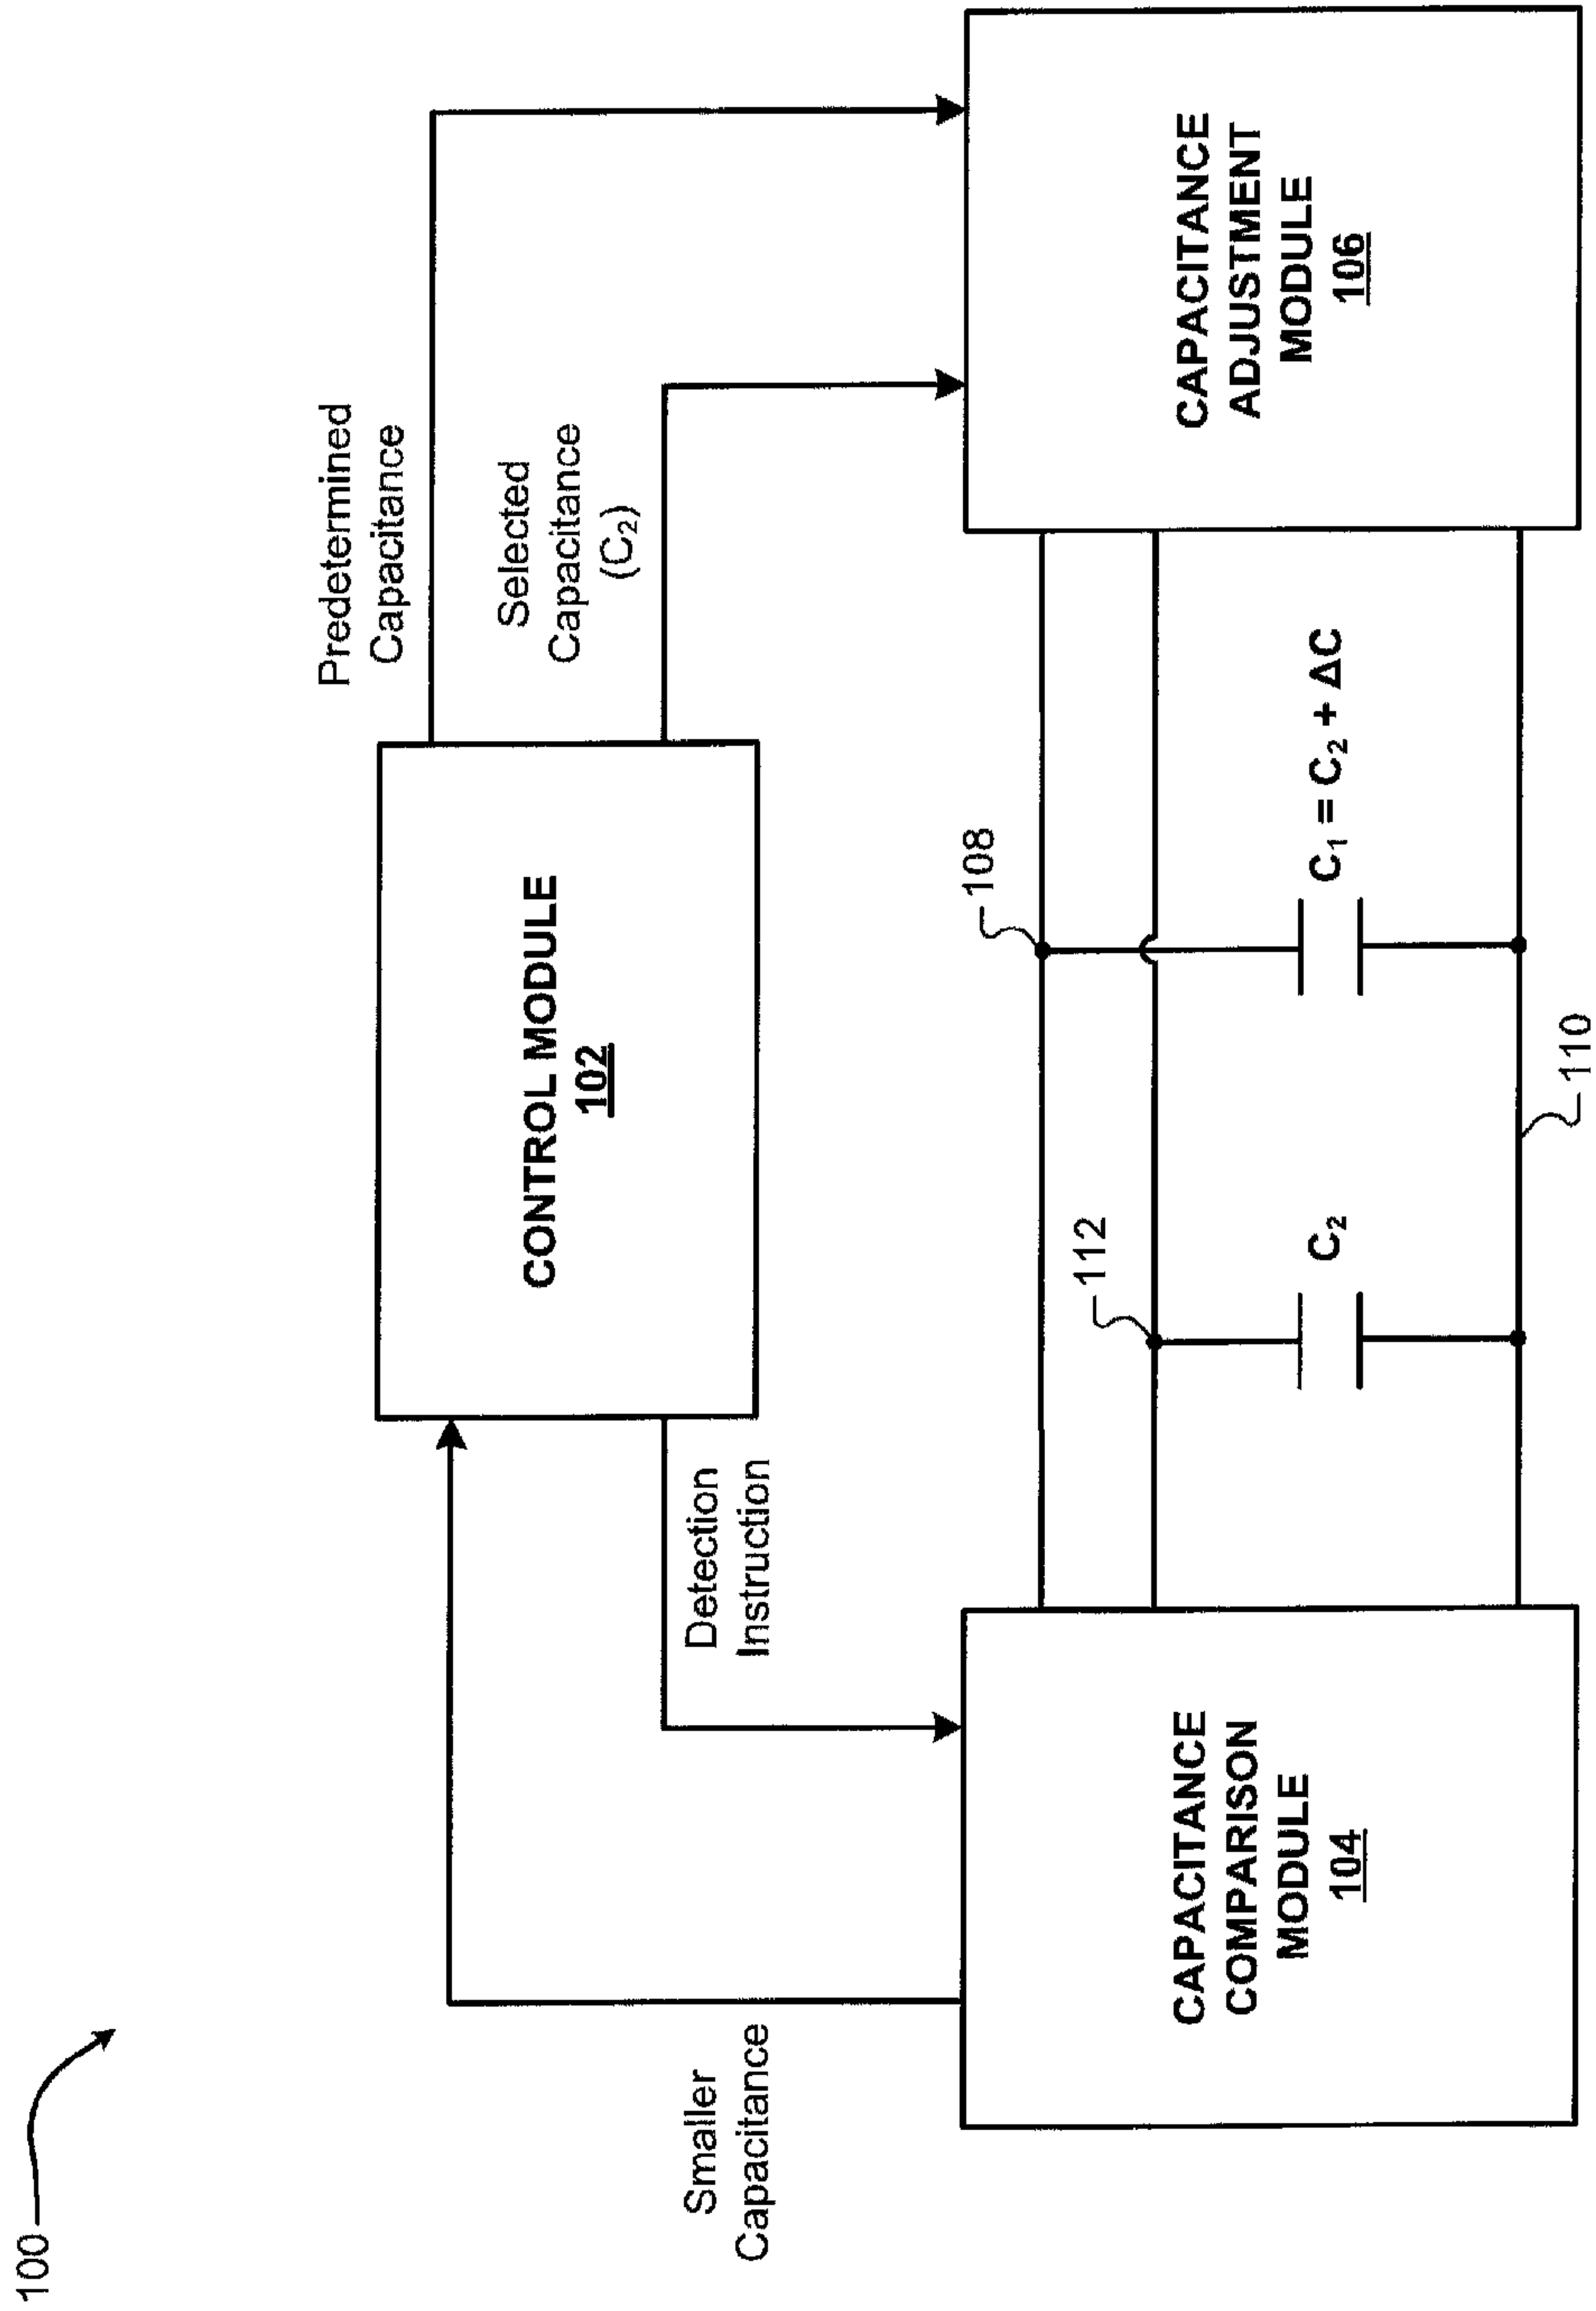 100
Smaller
Capacitance
Detection
Instruction
CONTROL MODULE
102
Predetermined
Capacitance
Selected
Capacitance
(C₂)
CAPACITANCE
COMPARISON
MODULE
104
112
C₂
110
108
C₁ = C₂ + ΔC
CAPACITANCE
ADJUSTMENT
MODULE
106